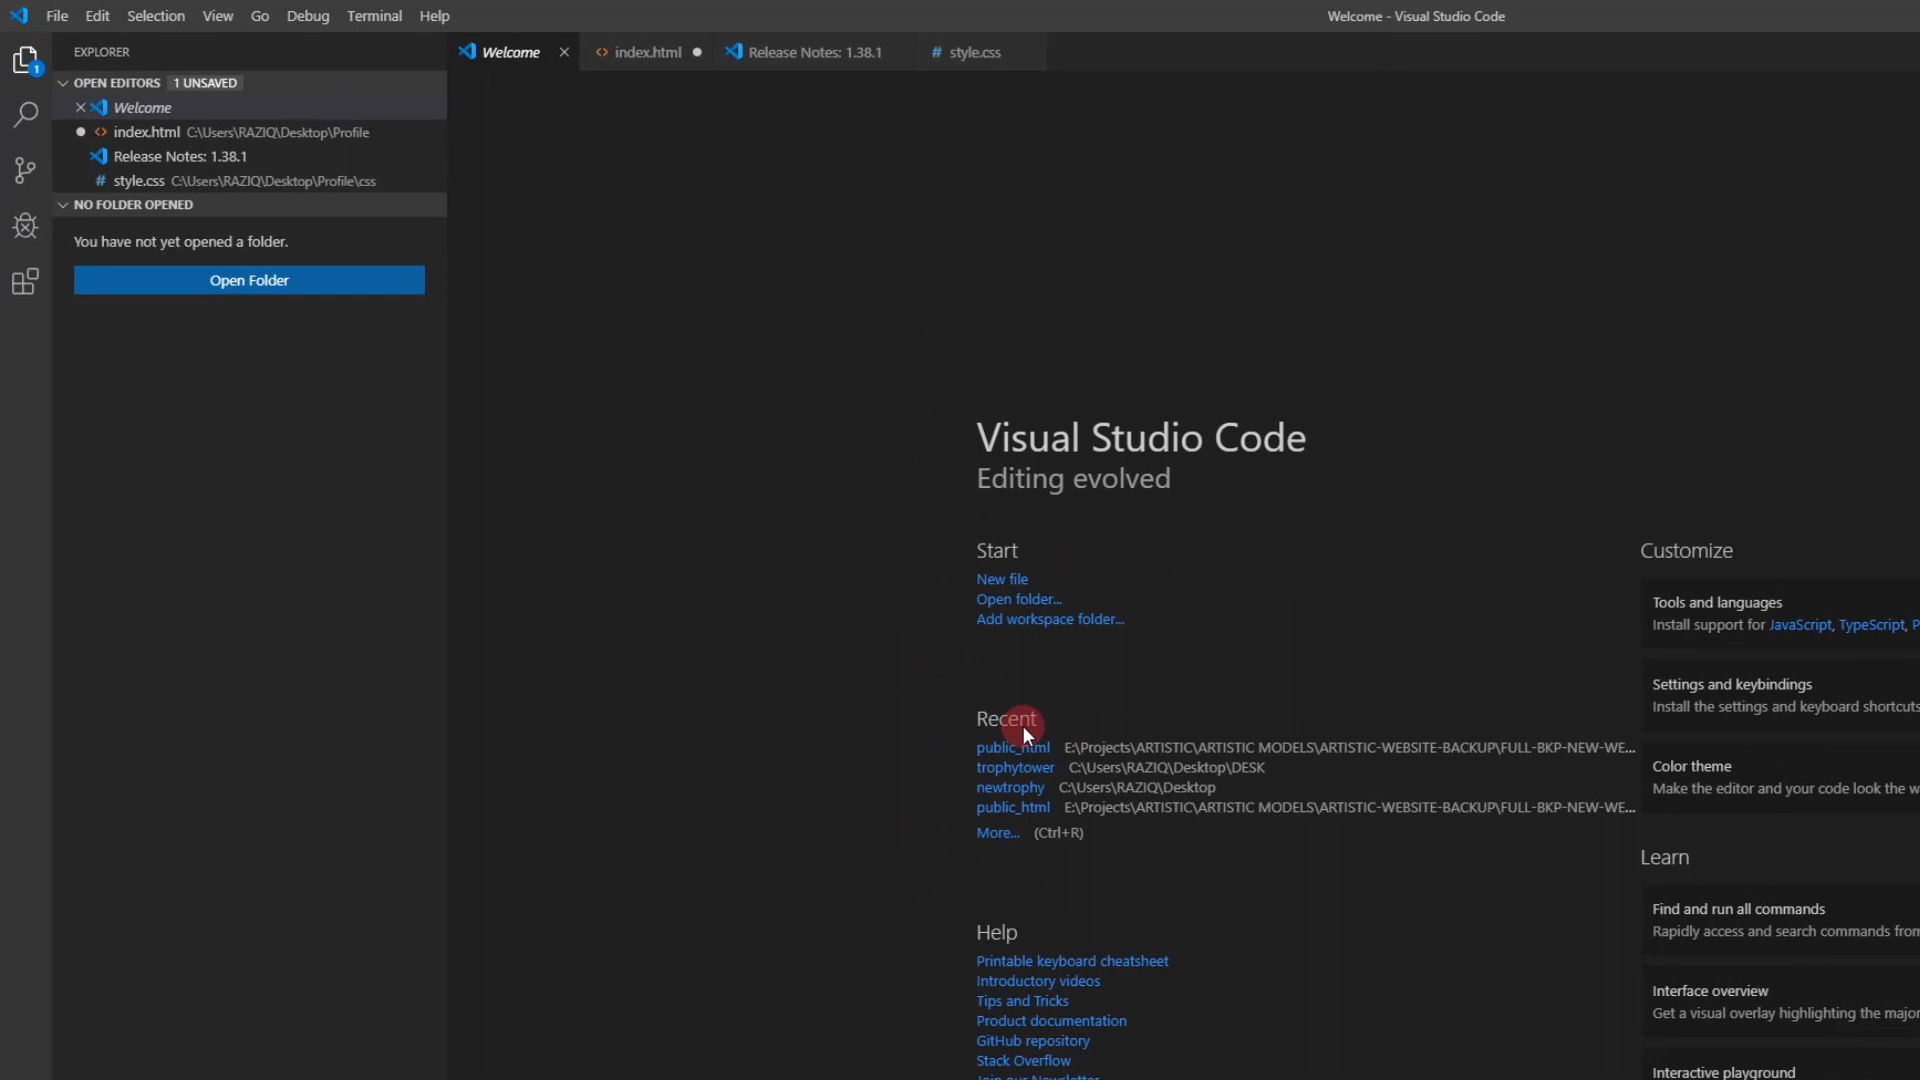 File Edit Selection View Go Debug Terminal Help
Welcome - Visual Studio Code
EXPLORER
Welcome
index.html
Release Notes: 1.38.1
# style.css
OPEN EDITORS 1 UNSAVED
Welcome
index.html C:\Users\RAZIQ\Desktop\Profile
Release Notes: 1.38.1
# style.css C:\Users\RAZIQ\Desktop\Profile\css
NO FOLDER OPENED
You have not yet opened a folder.
Open Folder
1
Visual Studio Code
Editing evolved
Start
New file
Open folder...
Add workspace folder...
Recent
public_html E:\Projects\ARTISTIC\ARTISTIC MODELS\ARTISTIC-WEBSITE-BACKUP\FULL-BKP-NEW-WE...
trophytower C:\Users\RAZIQ\Desktop\DESK
newtrophy C:\Users\RAZIQ\Desktop
public_html E:\Projects\ARTISTIC\ARTISTIC MODELS\ARTISTIC-WEBSITE-BACKUP\FULL-BKP-NEW-WE...
More... (Ctrl+R)
Help
Printable keyboard cheatsheet
Introductory videos
Tips and Tricks
Product documentation
GitHub repository
Stack Overflow
Customize
Tools and languages
Install support for JavaScript, TypeScript, P
Settings and keybindings
Install the settings and keyboard shortcuts
Color theme
Make the editor and your code look the w
Learn
Find and run all commands
Rapidly access and search commands from
Interface overview
Get a visual overlay highlighting the major
Interactive playground